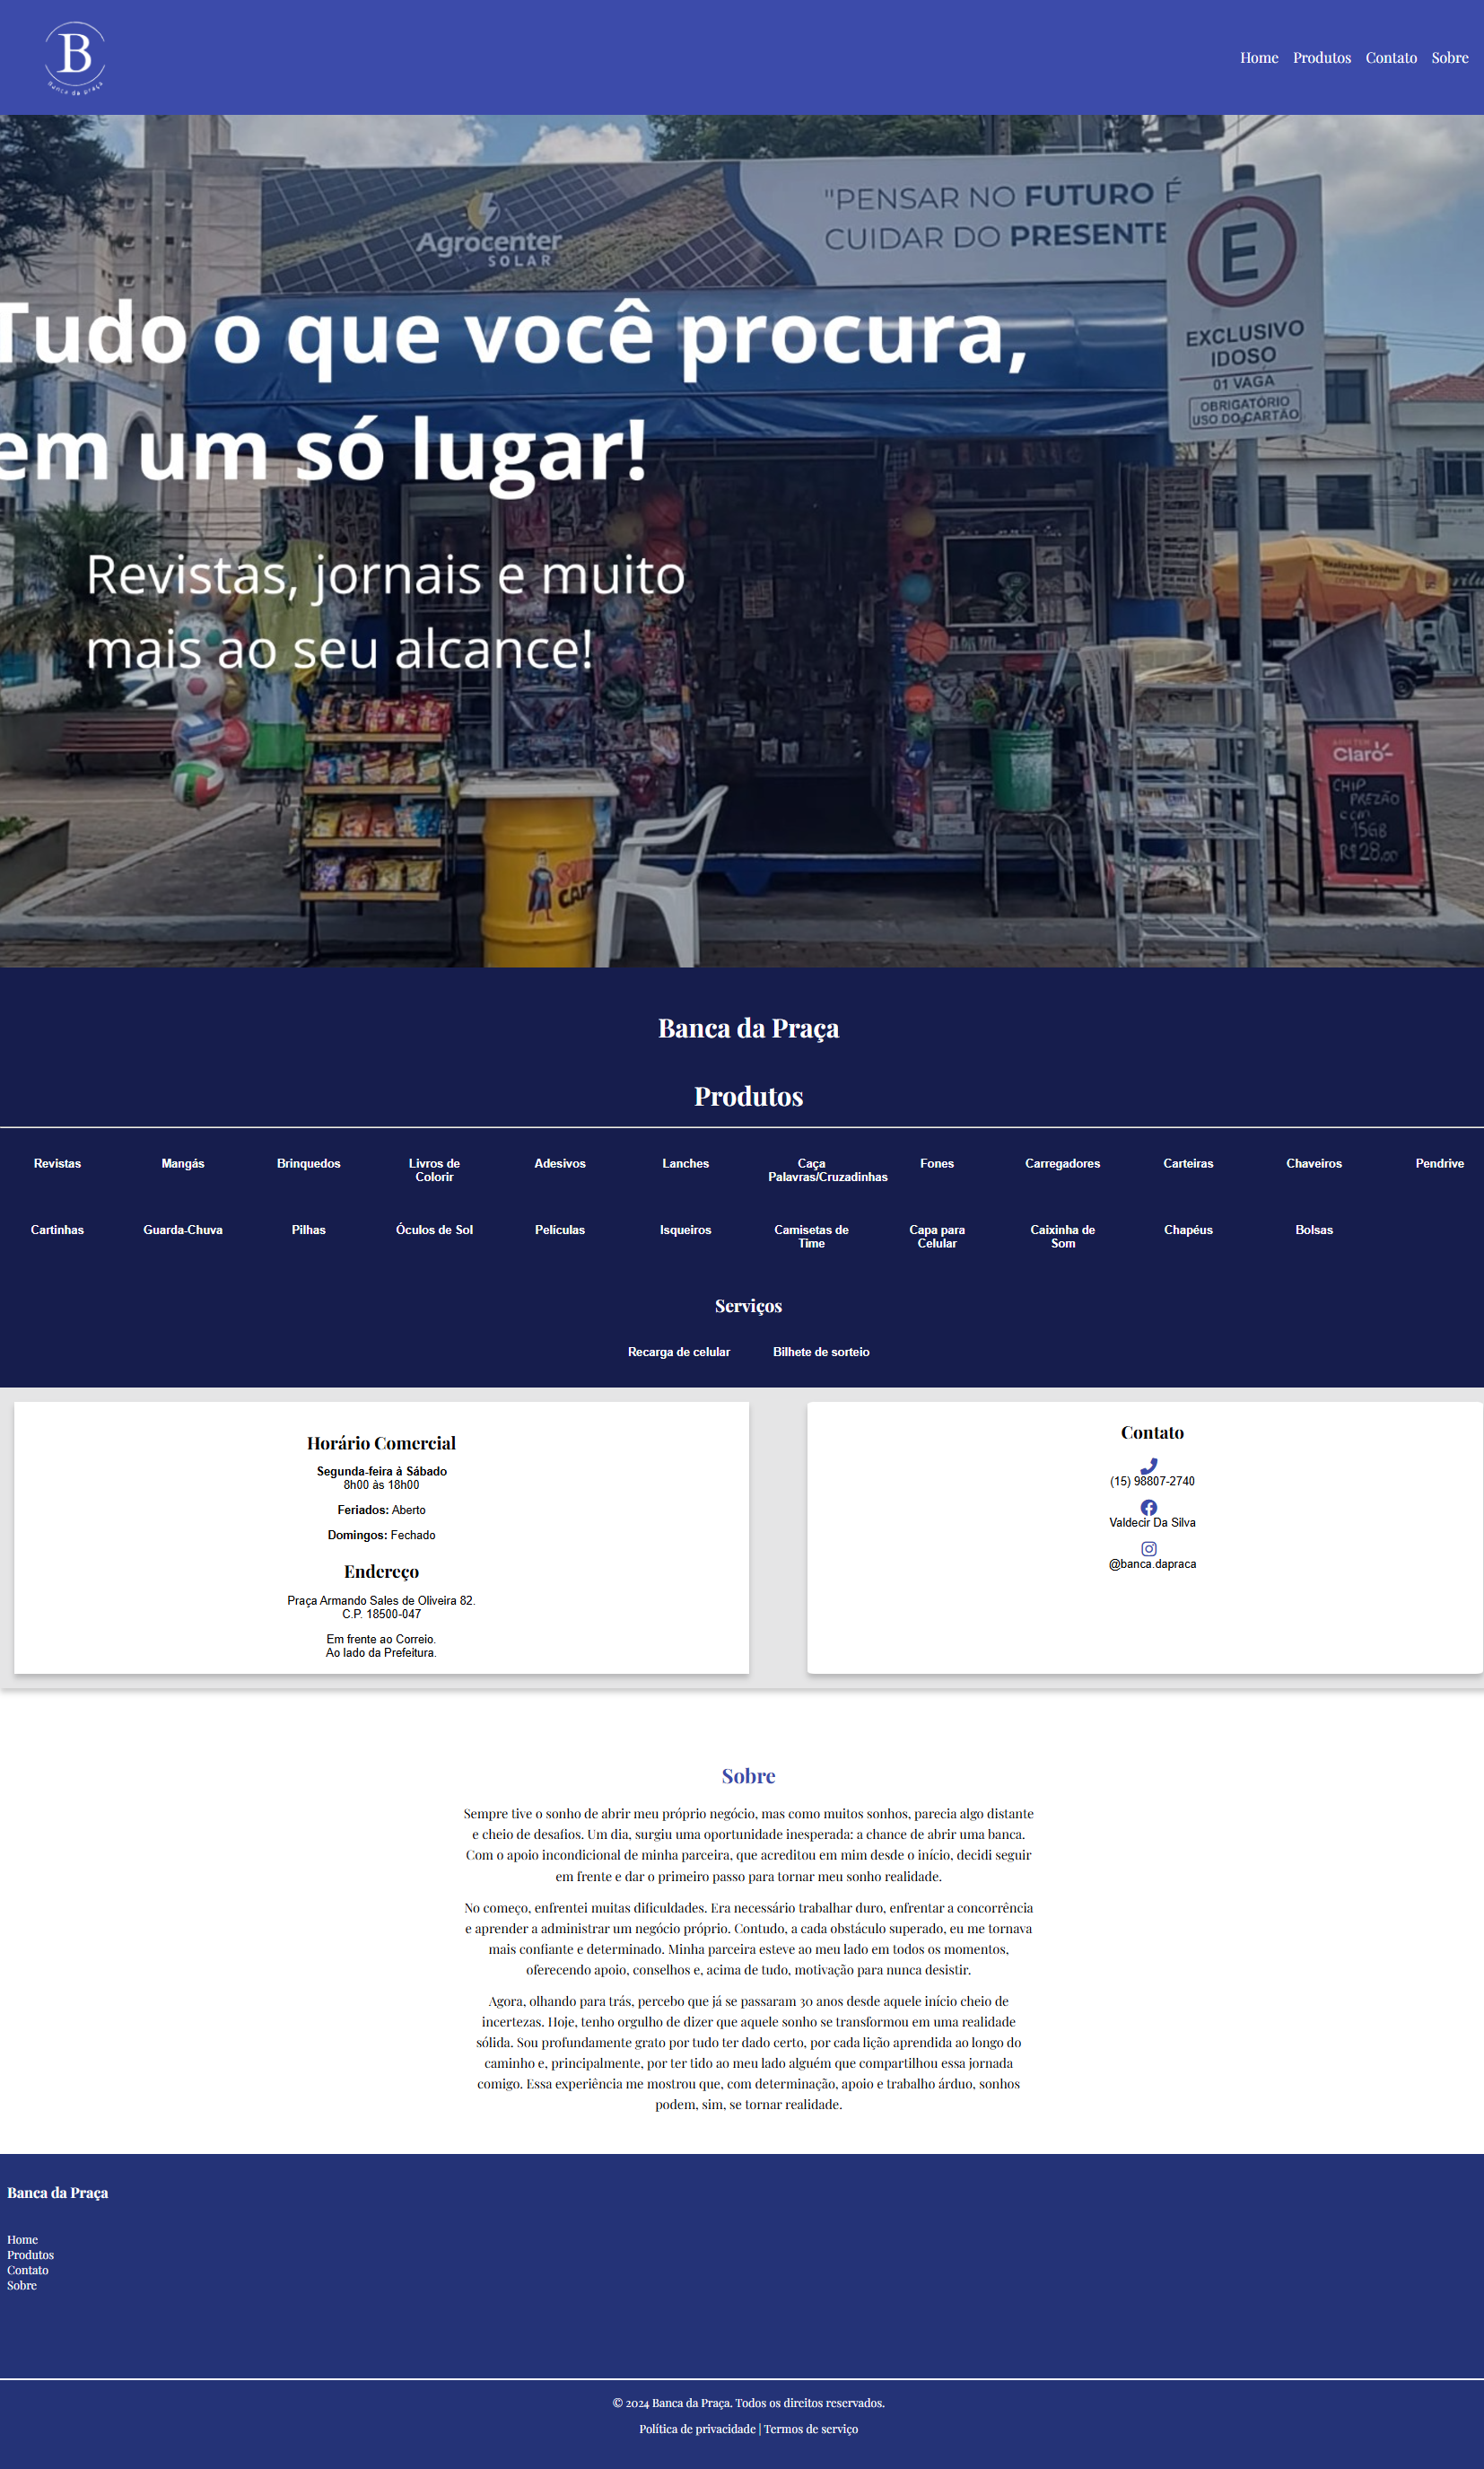 B
Banca da praça
Home Produtos Contato Sobre
Agrocenter
SOLAR
"PENSAR NO FUTURO É
CUIDAR DO PRESENTE
E
EXCLUSIVO
IDOSO
01 VAGA
OBRIGATÓRIO
USO DO CARTÃO
Tudo o que você procura,
em um só lugar!
Revistas, jornais e muito
mais ao seu alcance!
Realizando Sonhos
Claro
CHIP
PREZÃO
com
15GB
R$28,00
Banca da Praça
Produtos
Revistas Mangás Brinquedos Livros de Adesivos Lanches Caça Fones Carregadores Carteiras Chaveiros Pendrive
Colorir Palavras/Cruzadinhas
Cartinhas Guarda-Chuva Pilhas Óculos de Sol Películas Isqueiros Camisetas de Capa para Caixinha de Chapéus Bolsas
Time Celular Som
Serviços
Recarga de celular Bilhete de sorteio
Horário Comercial
Segunda-feira à Sábado
8h00 às 18h00
Feriados: Aberto
Domingos: Fechado
Endereço
Praça Armando Sales de Oliveira 82.
C.P. 18500-047
Em frente ao Correio.
Ao lado da Prefeitura.
Contato
(15) 98807-2740
Valdecir Da Silva
@banca.dapraca
Sobre
Sempre tive o sonho de abrir meu próprio negócio, mas como muitos sonhos, parecia algo distante
e cheio de desafios. Um dia, surgiu uma oportunidade inesperada: a chance de abrir uma banca.
Com o apoio incondicional de minha parceira, que acreditou em mim desde o início, decidi seguir
em frente e dar o primeiro passo para tornar meu sonho realidade.
No começo, enfrentei muitas dificuldades. Era necessário trabalhar duro, enfrentar a concorrência
e aprender a administrar um negócio próprio. Contudo, a cada obstáculo superado, eu me tornava
mais confiante e determinado. Minha parceira esteve ao meu lado em todos os momentos,
oferecendo apoio, conselhos e, acima de tudo, motivação para nunca desistir.
Agora, olhando para trás, percebo que já se passaram 30 anos desde aquele início cheio de
incertezas. Hoje, tenho orgulho de dizer que aquele sonho se transformou em uma realidade
sólida. Sou profundamente grato por tudo ter dado certo, por cada lição aprendida ao longo do
caminho e, principalmente, por ter tido ao meu lado alguém que compartilhou essa jornada
comigo. Essa experiência me mostrou que, com determinação, apoio e trabalho árduo, sonhos
podem, sim, se tornar realidade.
Banca da Praça
Home
Produtos
Contato
Sobre
© 2024 Banca da Praça. Todos os direitos reservados.
Política de privacidade | Termos de serviço